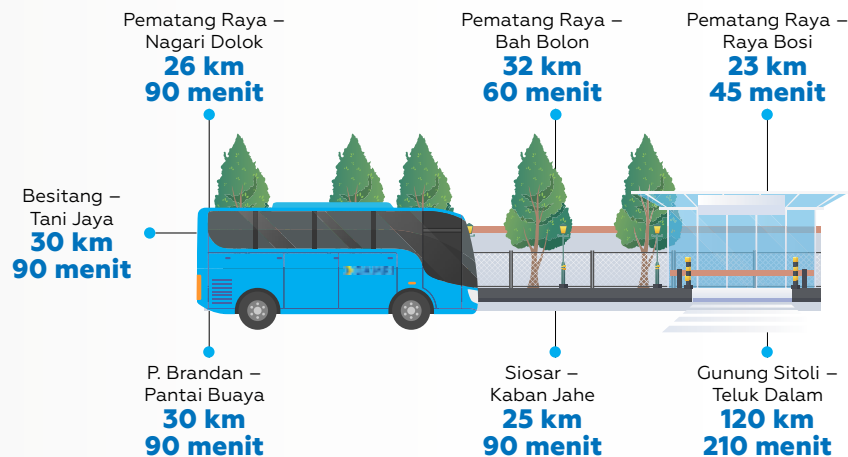 Pematang Raya –
Nagari Dolok
26 km
90 menit
Pematang Raya –
Bah Bolon
32 km
60 menit
Pematang Raya –
Raya Bosi
23 km
45 menit
Besitang –
Tani Jaya
30 km
90 menit
P. Brandan –
Pantai Buaya
30 km
90 menit
Siosar –
Kaban Jahe
25 km
90 menit
Gunung Sitoli –
Teluk Dalam
120 km
210 menit